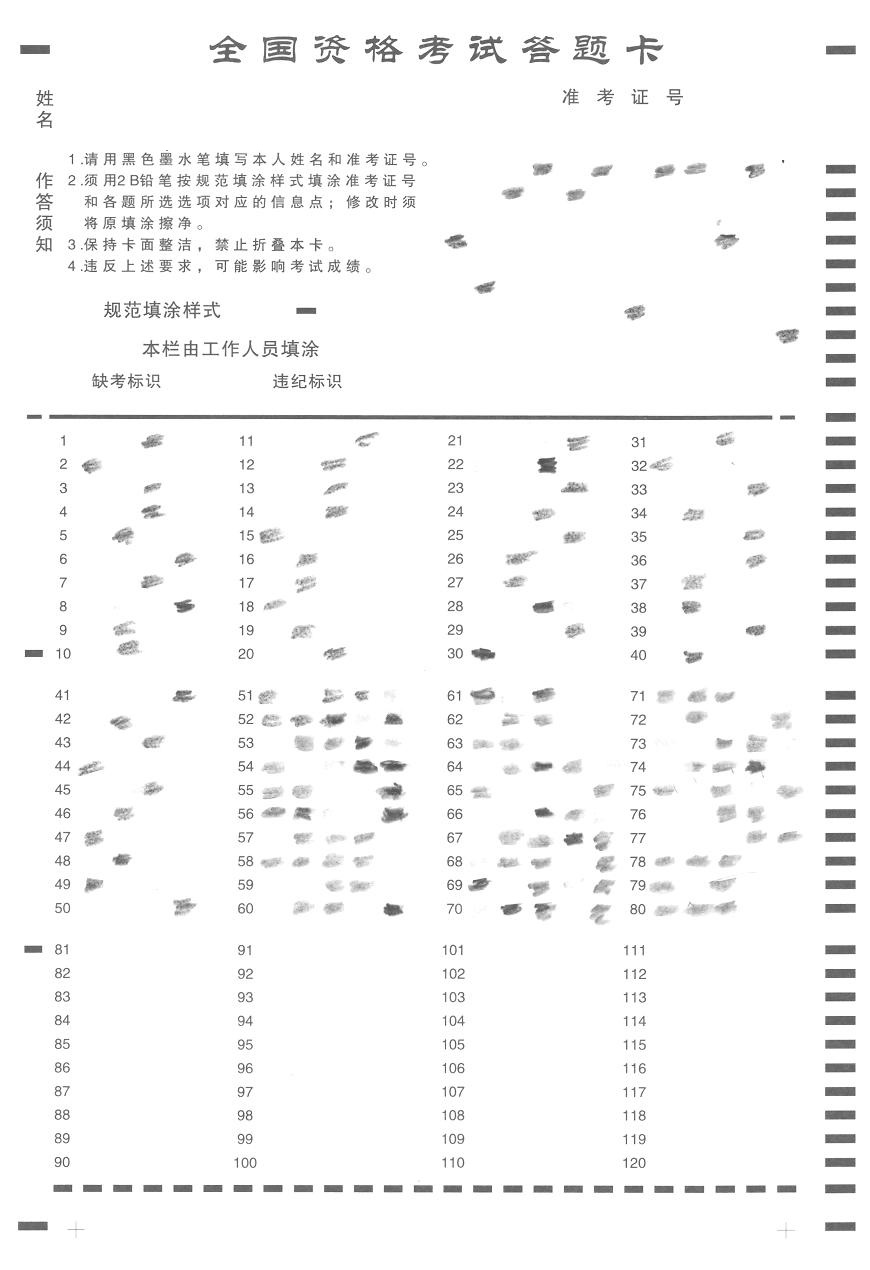 全国资格考试答题卡
姓名
准考证号
作答须知
1.请用黑色墨水笔填写本人姓名和准考证号。
2.须用2B铅笔按规范填涂样式填涂准考证号
和各题所选选项对应的信息点；修改时须
将原填涂擦净。
3.保持卡面整洁，禁止折叠本卡。
4.违反上述要求，可能影响考试成绩。
规范填涂样式
本栏由工作人员填涂
缺考标识 违纪标识
1 11 21 31
2 12 22 32
3 13 23 33
4 14 24 34
5 15 25 35
6 16 26 36
7 17 27 37
8 18 28 38
9 19 29 39
10 20 30 40
41 51 61 71
42 52 62 72
43 53 63 73
44 54 64 74
45 55 65 75
46 56 66 76
47 57 67 77
48 58 68 78
49 59 69 79
50 60 70 80
81 91 101 111
82 92 102 112
83 93 103 113
84 94 104 114
85 95 105 115
86 96 106 116
87 97 107 117
88 98 108 118
89 99 109 119
90 100 110 120